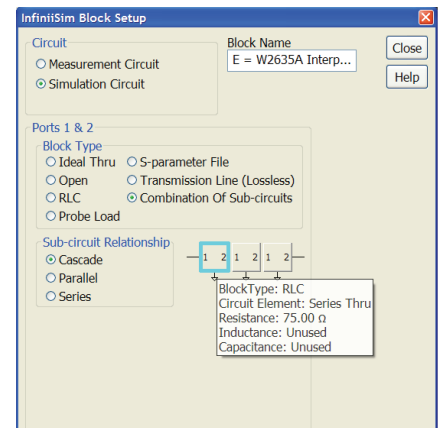 InfiniiSim Block Setup
Circuit
Measurement Circuit
Simulation Circuit
Block Name
E = W2635A Interp...
Close
Help
Ports 1 & 2
Block Type
Ideal Thru
S-parameter File
Open
Transmission Line (Lossless)
RLC
Combination Of Sub-circuits
Probe Load
Sub-circuit Relationship
Cascade
Parallel
Series
1 2 1 2 1 2
BlockType: RLC
Circuit Element: Series Thru
Resistance: 75.00 Ω
Inductance: Unused
Capacitance: Unused